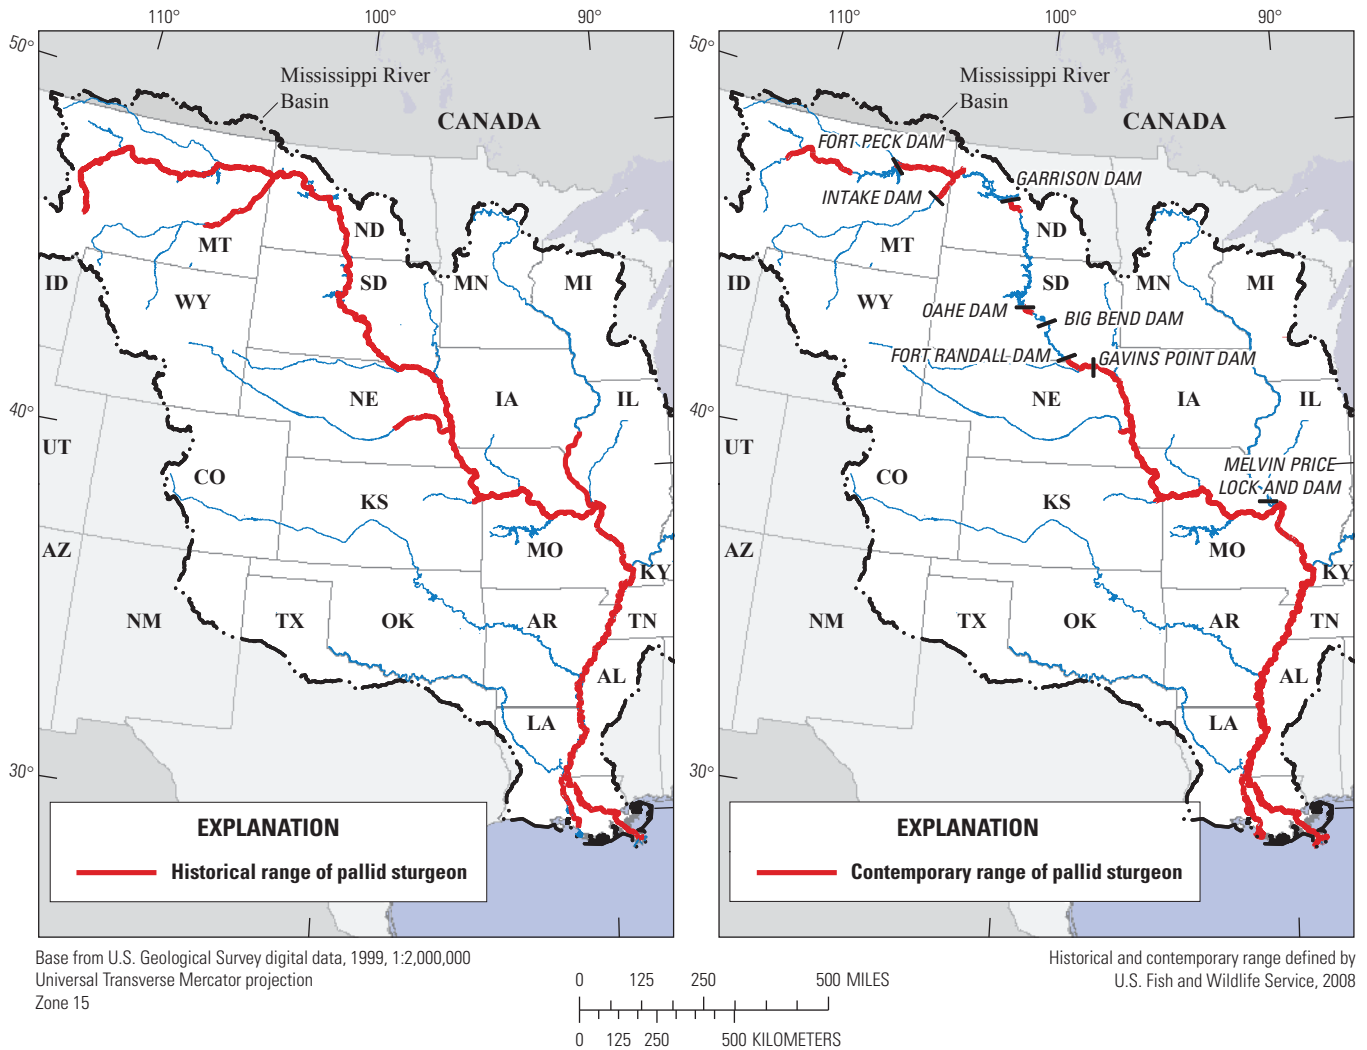 110°
100°
90°
50°
40°
30°
Mississippi River
Basin
CANADA
MT
ND
ID
WY
SD
MN
MI
NE
IA
IL
UT
CO
KS
MO
KY
AZ
NM
TX
OK
AR
TN
AL
LA
EXPLANATION
Historical range of pallid sturgeon
110°
100°
90°
50°
40°
30°
Mississippi River
Basin
CANADA
FORT PECK DAM
GARRISON DAM
INTAKE DAM
MT
ND
ID
WY
SD
MN
MI
OAHE DAM
BIG BEND DAM
FORT RANDALL DAM
GAVINS POINT DAM
NE
IA
IL
UT
CO
KS
MELVIN PRICE
LOCK AND DAM
MO
KY
AZ
NM
TX
OK
AR
TN
AL
LA
EXPLANATION
Contemporary range of pallid sturgeon
Base from U.S. Geological Survey digital data, 1999, 1:2,000,000
Universal Transverse Mercator projection
Zone 15
0 125 250 500 MILES
0 125 250 500 KILOMETERS
Historical and contemporary range defined by
U.S. Fish and Wildlife Service, 2008